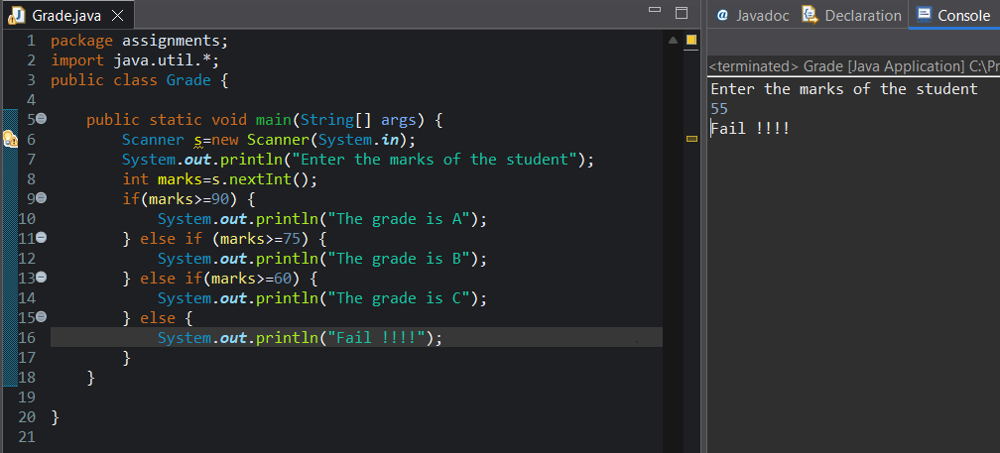 Grade.java
1 package assignments;
2 import java.util.*;
3 public class Grade {
4
5     public static void main(String[] args) {
6         Scanner s=new Scanner(System.in);
7         System.out.println("Enter the marks of the student");
8         int marks=s.nextInt();
9         if(marks>=90) {
10             System.out.println("The grade is A");
11         } else if (marks>=75) {
12             System.out.println("The grade is B");
13         } else if(marks>=60) {
14             System.out.println("The grade is C");
15         } else {
16             System.out.println("Fail !!!!");
17         }
18     }
19
20 }
21
@ Javadoc Declaration Console
<terminated> Grade [Java Application] C:\Pr
Enter the marks of the student
55
Fail !!!!